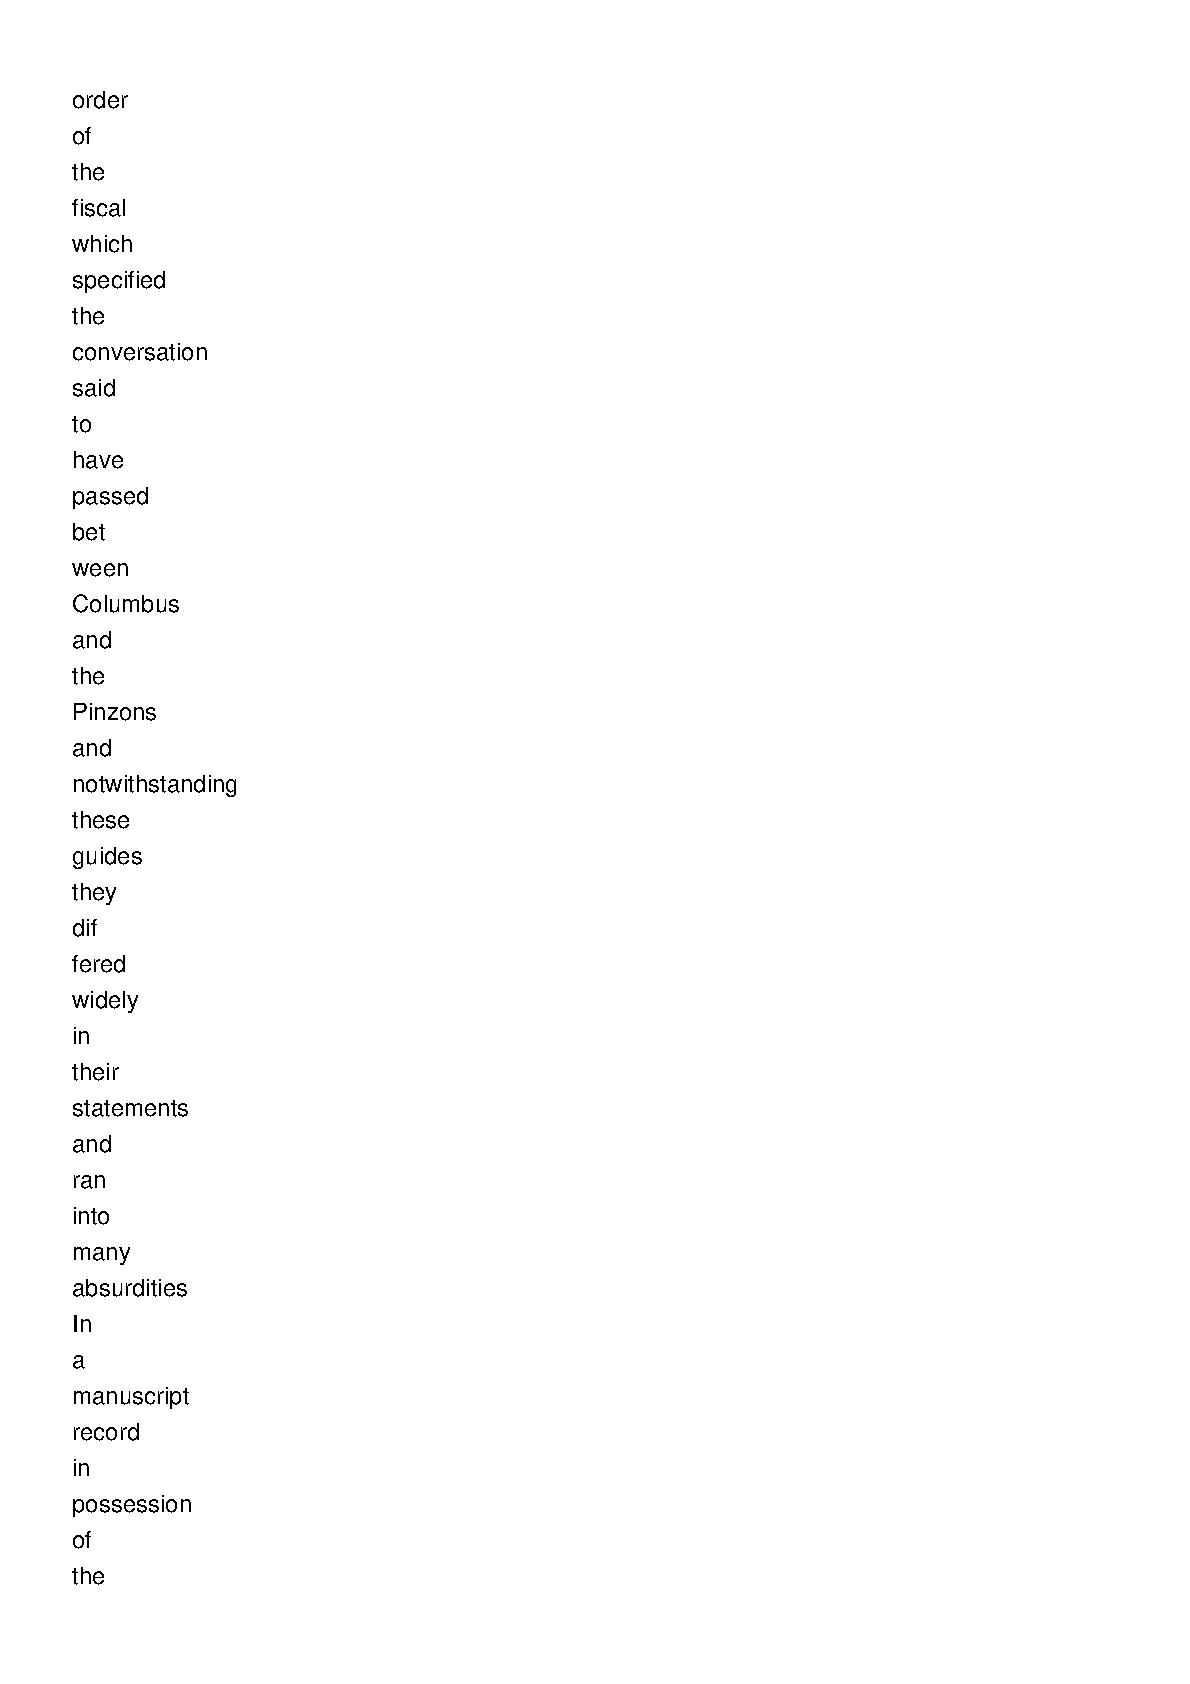 order
of
the
fiscal
which
specified
the
conversation
said
to
have
passed
bet
ween
Columbus
and
the
Pinzons
and
notwithstanding
these
guides
they
dif
fered
widely
in
their
statements
and
ran
into
many
absurdities
In
a
manuscript
record
in
possession
of
the